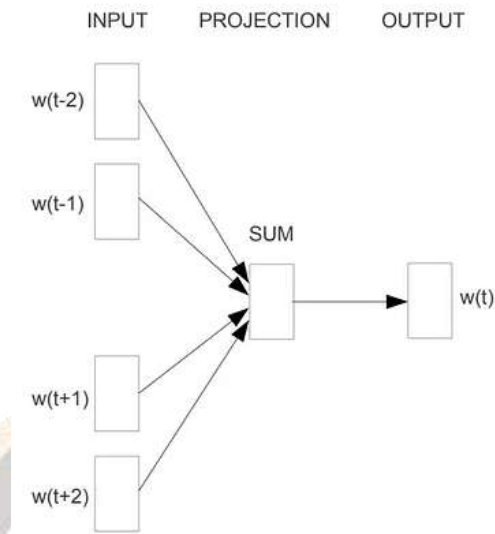 INPUT PROJECTION OUTPUT
w(t-2)
w(t-1)
SUM
w(t)
w(t+1)
w(t+2)